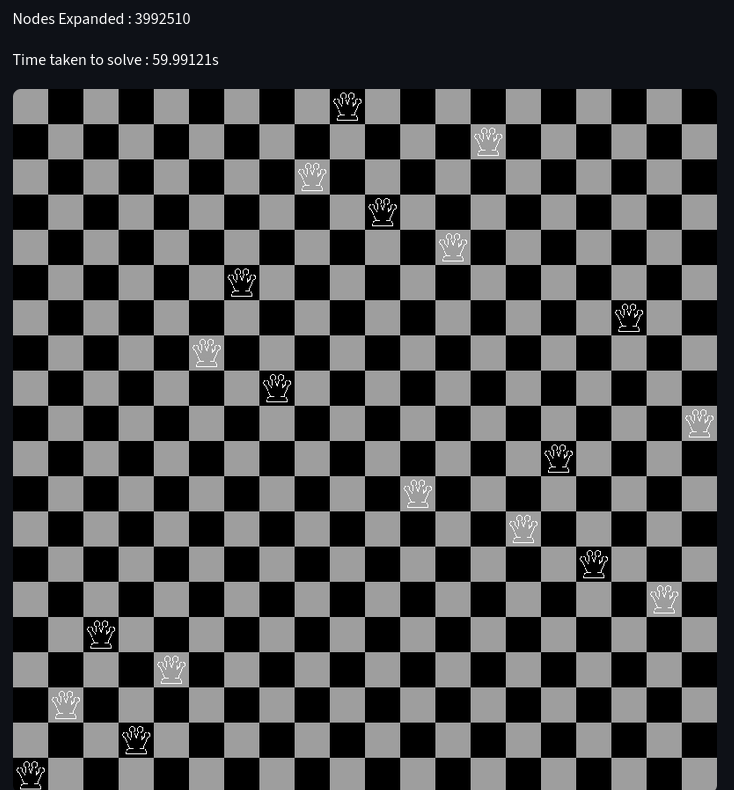 Nodes Expanded : 3992510
Time taken to solve : 59.99121s